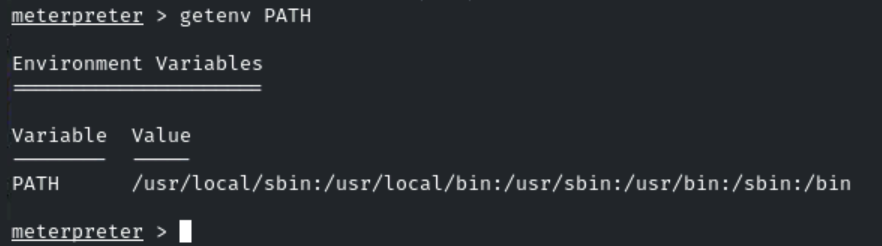 meterpreter > getenv PATH
Environment Variables
=====================
Variable  Value
--------  -----
PATH      /usr/local/sbin:/usr/local/bin:/usr/sbin:/usr/bin:/sbin:/bin
meterpreter >